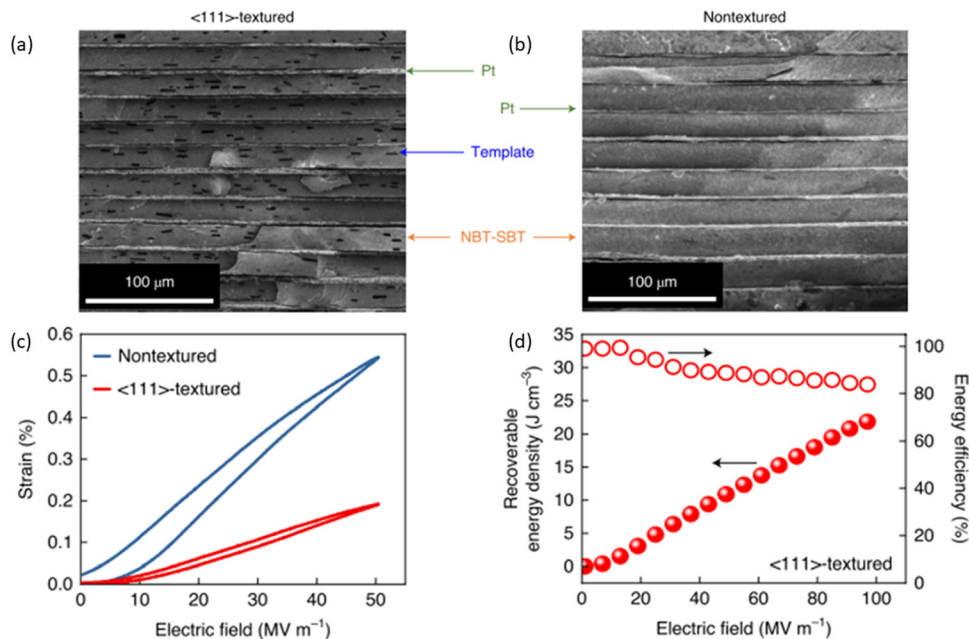 <111>-textured
Nontextured
(a)
(b)
Pt
Pt
Template
NBT-SBT
100 μm
100 μm
(c)
0.6
0.5
0.4
0.3
0.2
0.1
0.0
Strain (%)
Nontextured
<111>-textured
0
10
20
30
40
50
Electric field (MV m⁻¹)
(d)
35
30
25
20
15
10
5
0
Recoverable
energy density (J cm⁻³)
100
80
60
40
20
0
Energy efficiency (%)
<111>-textured
0
20
40
60
80
100
Electric field (MV m⁻¹)